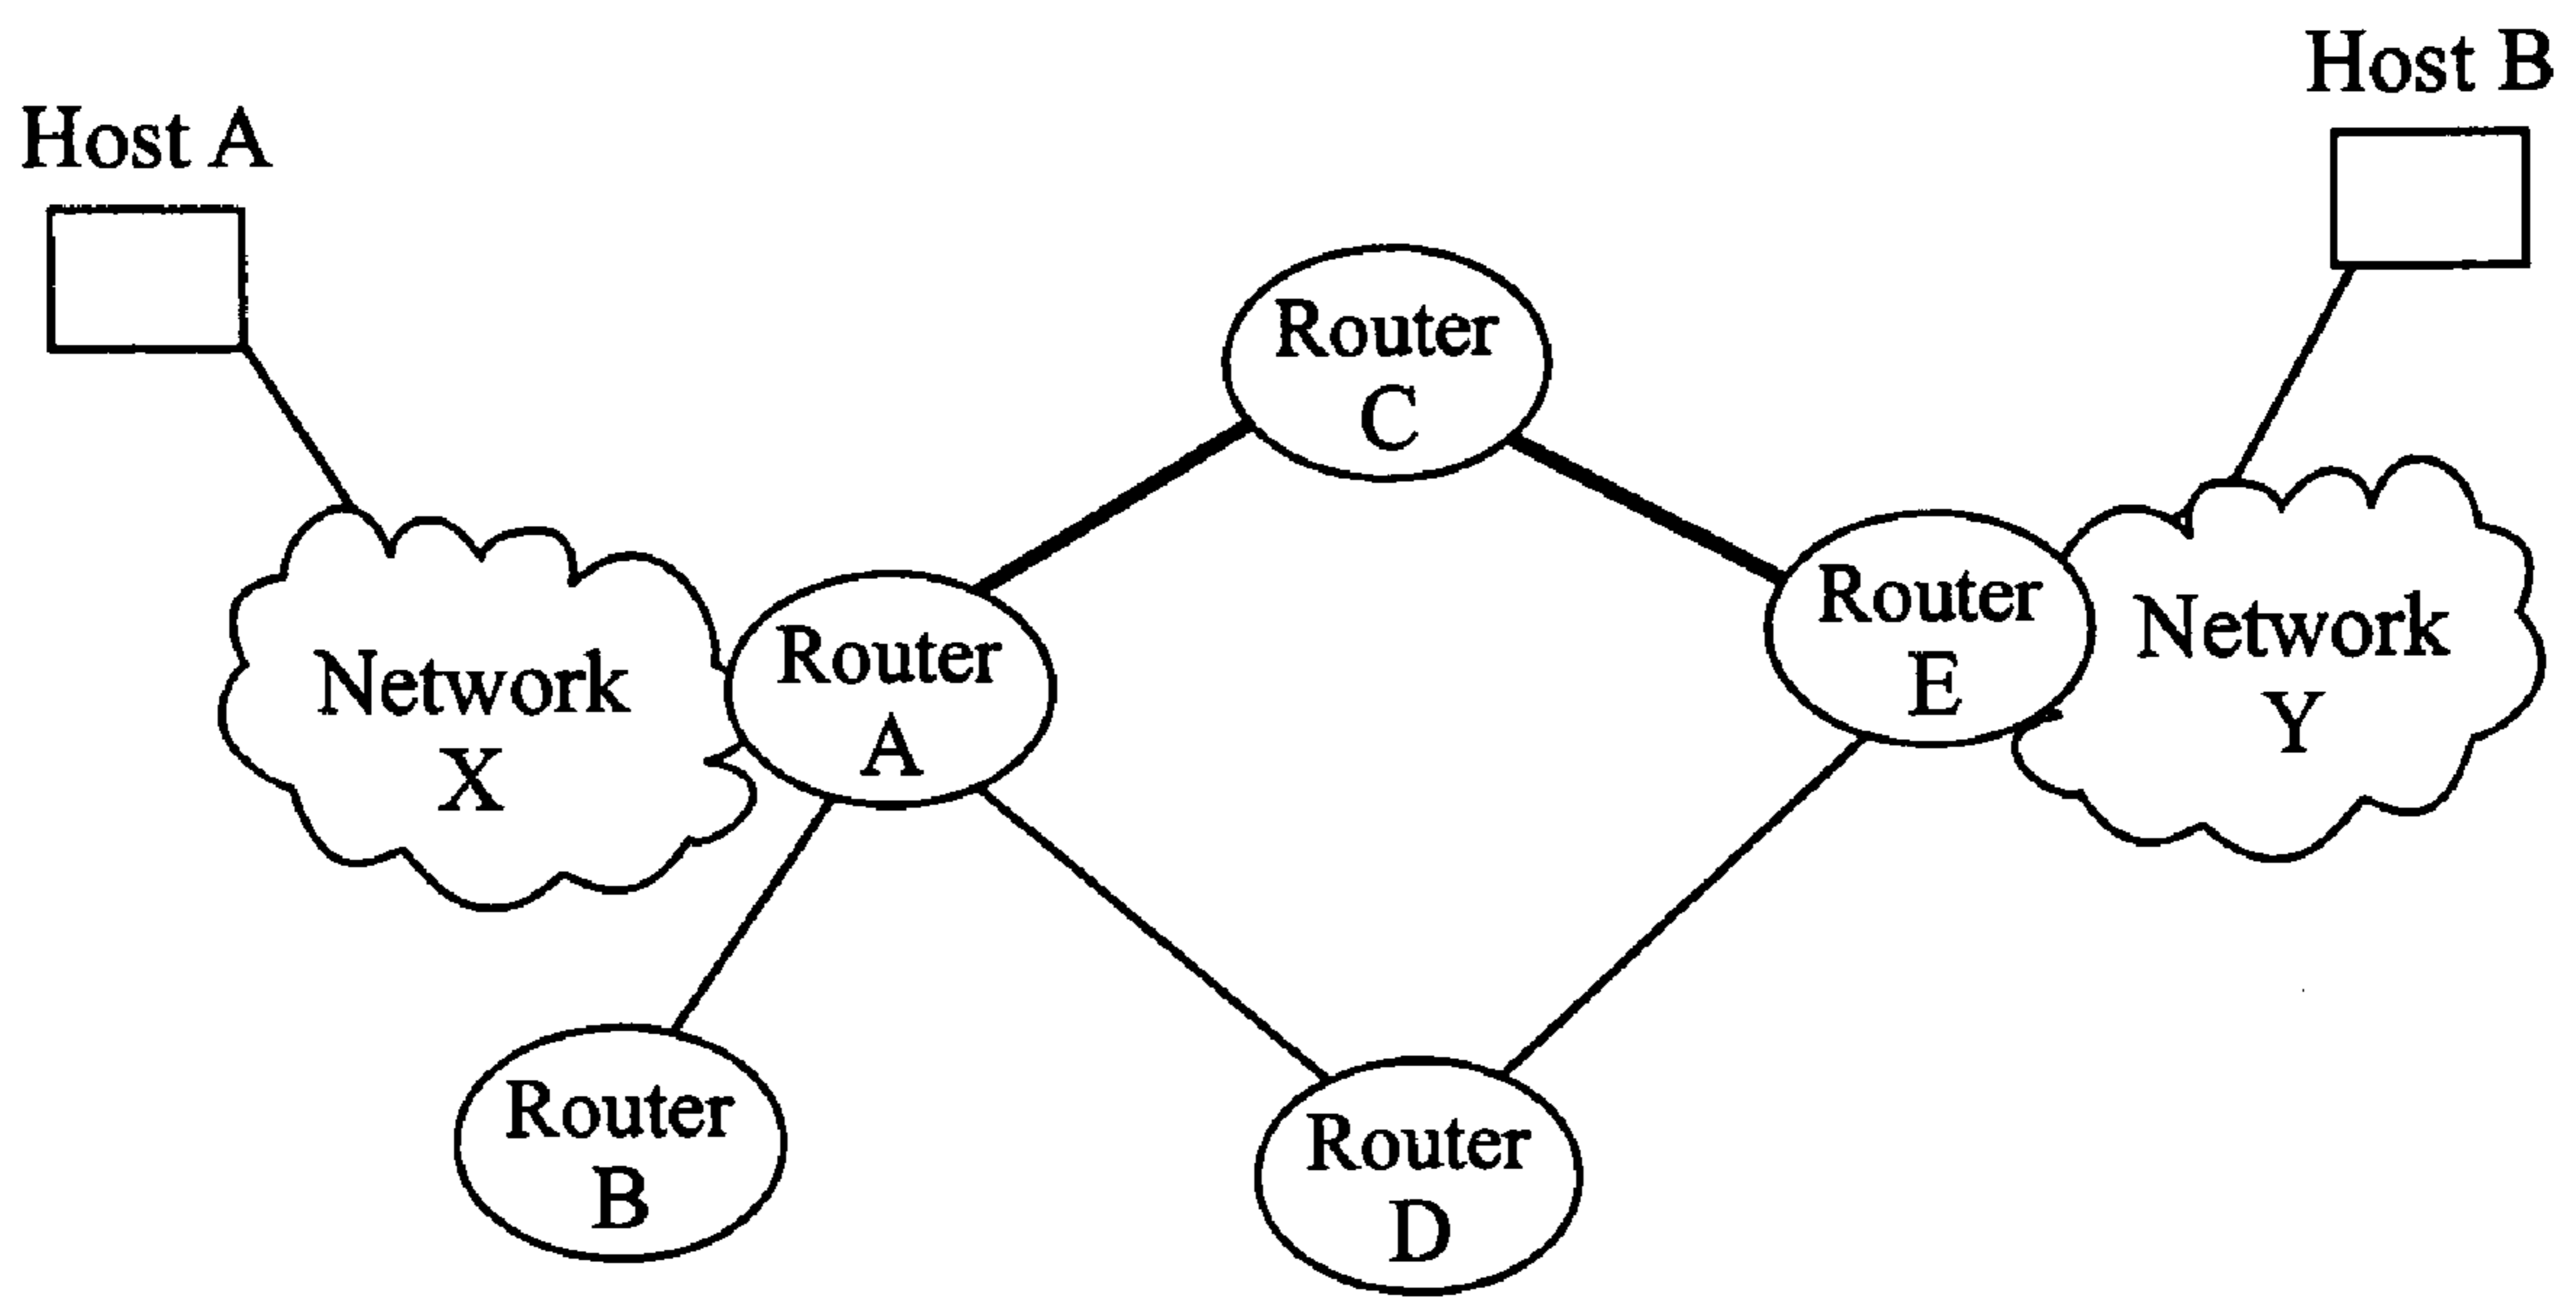 Host A
Host B
Router
C
Router
E
Network
Y
Network
X
Router
A
Router
B
Router
D